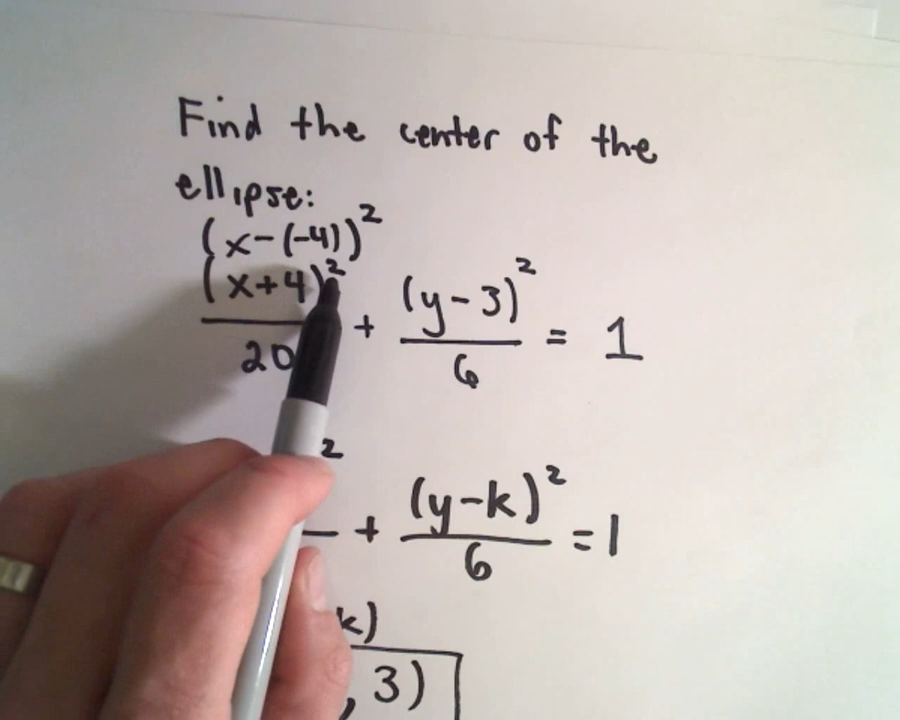 Find the center of the
ellipse:
(x-(-4))²
(x+4)²/20 + (y-3)²/6 = 1
² + (y-k)²/6 = 1
k)
, 3)